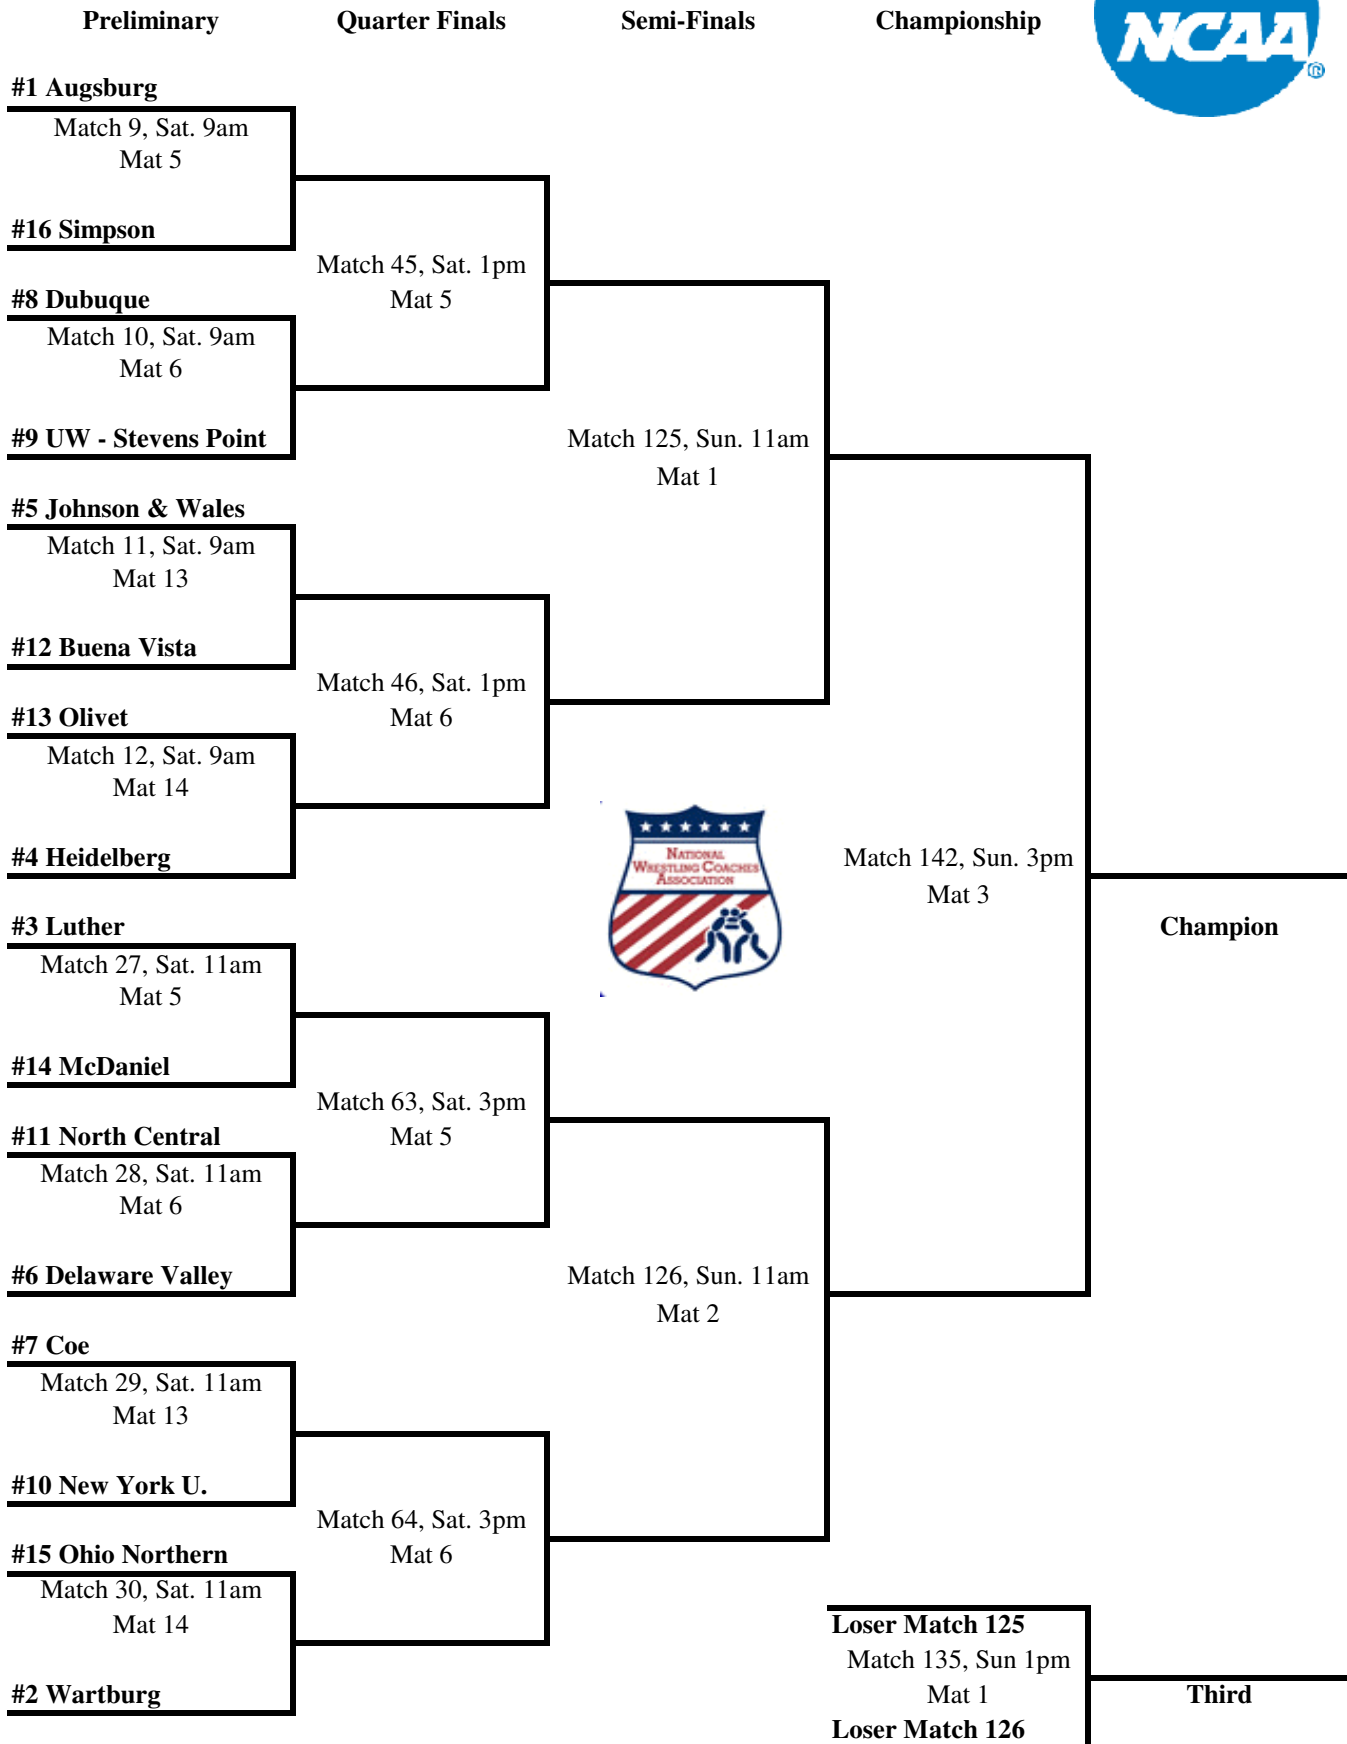 Preliminary Quarter Finals Semi-Finals Championship
NCAA®
#1 Augsburg
Match 9, Sat. 9am
Mat 5
#16 Simpson
Match 45, Sat. 1pm
Mat 5
#8 Dubuque
Match 10, Sat. 9am
Mat 6
#9 UW - Stevens Point
Match 125, Sun. 11am
Mat 1
#5 Johnson & Wales
Match 11, Sat. 9am
Mat 13
#12 Buena Vista
Match 46, Sat. 1pm
Mat 6
#13 Olivet
Match 12, Sat. 9am
Mat 14
#4 Heidelberg
NATIONAL
WRESTLING COACHES
ASSOCIATION
Match 142, Sun. 3pm
Mat 3
Champion
#3 Luther
Match 27, Sat. 11am
Mat 5
#14 McDaniel
Match 63, Sat. 3pm
Mat 5
#11 North Central
Match 28, Sat. 11am
Mat 6
#6 Delaware Valley
Match 126, Sun. 11am
Mat 2
#7 Coe
Match 29, Sat. 11am
Mat 13
#10 New York U.
Match 64, Sat. 3pm
Mat 6
#15 Ohio Northern
Match 30, Sat. 11am
Mat 14
#2 Wartburg
Loser Match 125
Match 135, Sun 1pm
Mat 1
Third
Loser Match 126